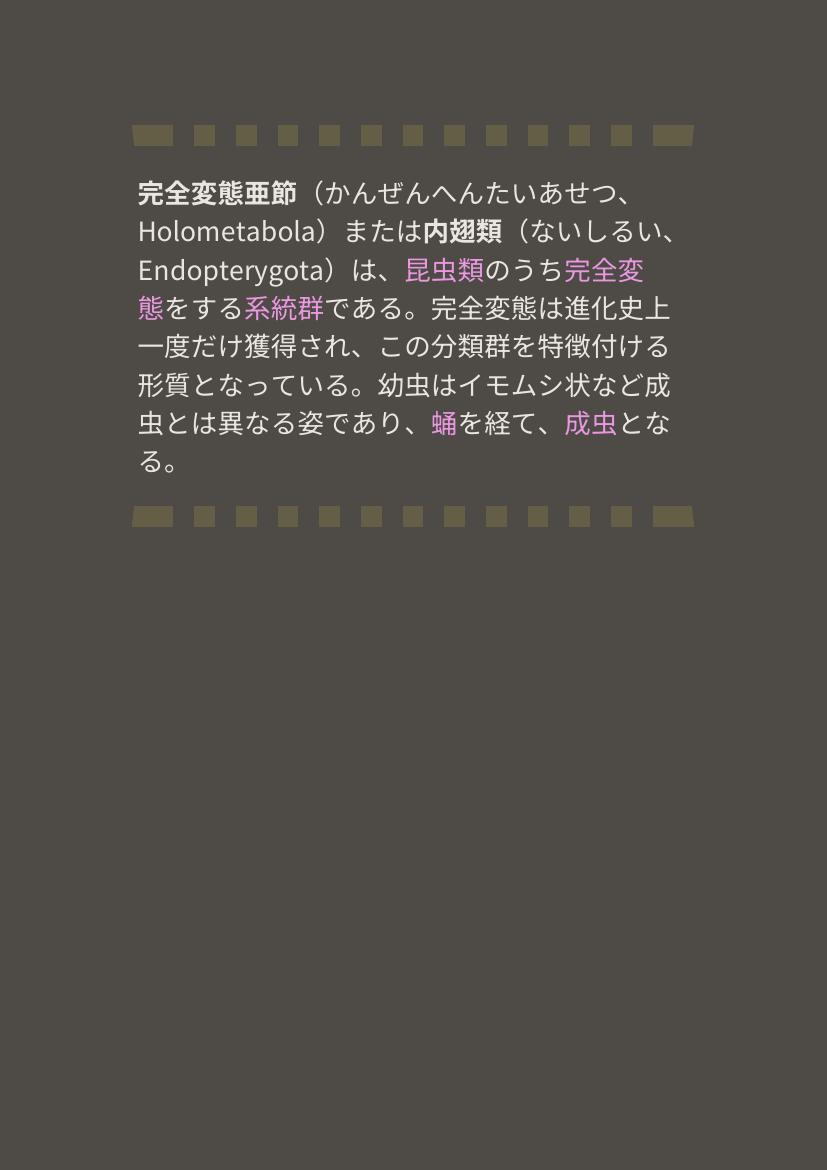 完全変態亜節（かんぜんへんたいあせつ、
Holometabola）または内翅類（ないしるい、
Endopterygota）は、昆虫類のうち完全変
態をする系統群である。完全変態は進化史上
一度だけ獲得され、この分類群を特徴付ける
形質となっている。幼虫はイモムシ状など成
虫とは異なる姿であり、蛹を経て、成虫とな
る。